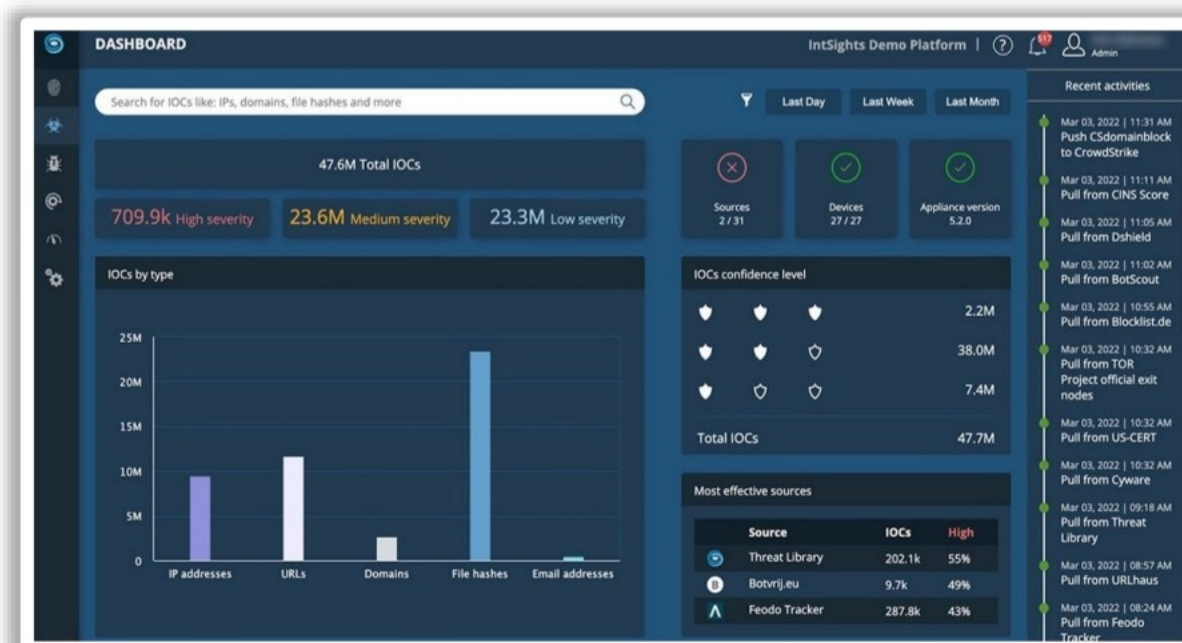 DASHBOARD
IntSights Demo Platform | ? 517
Admin
Search for IOCs like: IPs, domains, file hashes and more
Last Day Last Week Last Month
47.6M Total IOCs
709.9k High severity
23.6M Medium severity
23.3M Low severity
Sources
2 / 31
Devices
27 / 27
Appliance version
5.2.0
IOCs by type
25M
20M
15M
10M
5M
0
IP addresses URLs Domains File hashes Email addresses
IOCs confidence level
2.2M
38.0M
7.4M
Total IOCs 47.7M
Most effective sources
Source IOCs High
Threat Library 202.1k 55%
B Botvrij.eu 9.7k 49%
Feodo Tracker 287.8k 43%
Recent activities
Mar 03, 2022 | 11:31 AM
Push CSdomainblock
to CrowdStrike
Mar 03, 2022 | 11:11 AM
Pull from CINS Score
Mar 03, 2022 | 11:05 AM
Pull from Dshield
Mar 03, 2022 | 11:02 AM
Pull from BotScout
Mar 03, 2022 | 10:55 AM
Pull from Blocklist.de
Mar 03, 2022 | 10:32 AM
Pull from TOR
Project official exit
nodes
Mar 03, 2022 | 10:32 AM
Pull from US-CERT
Mar 03, 2022 | 10:32 AM
Pull from Cyware
Mar 03, 2022 | 09:18 AM
Pull from Threat
Library
Mar 03, 2022 | 08:57 AM
Pull from URLhaus
Mar 03, 2022 | 08:24 AM
Pull from Feodo
Tracker